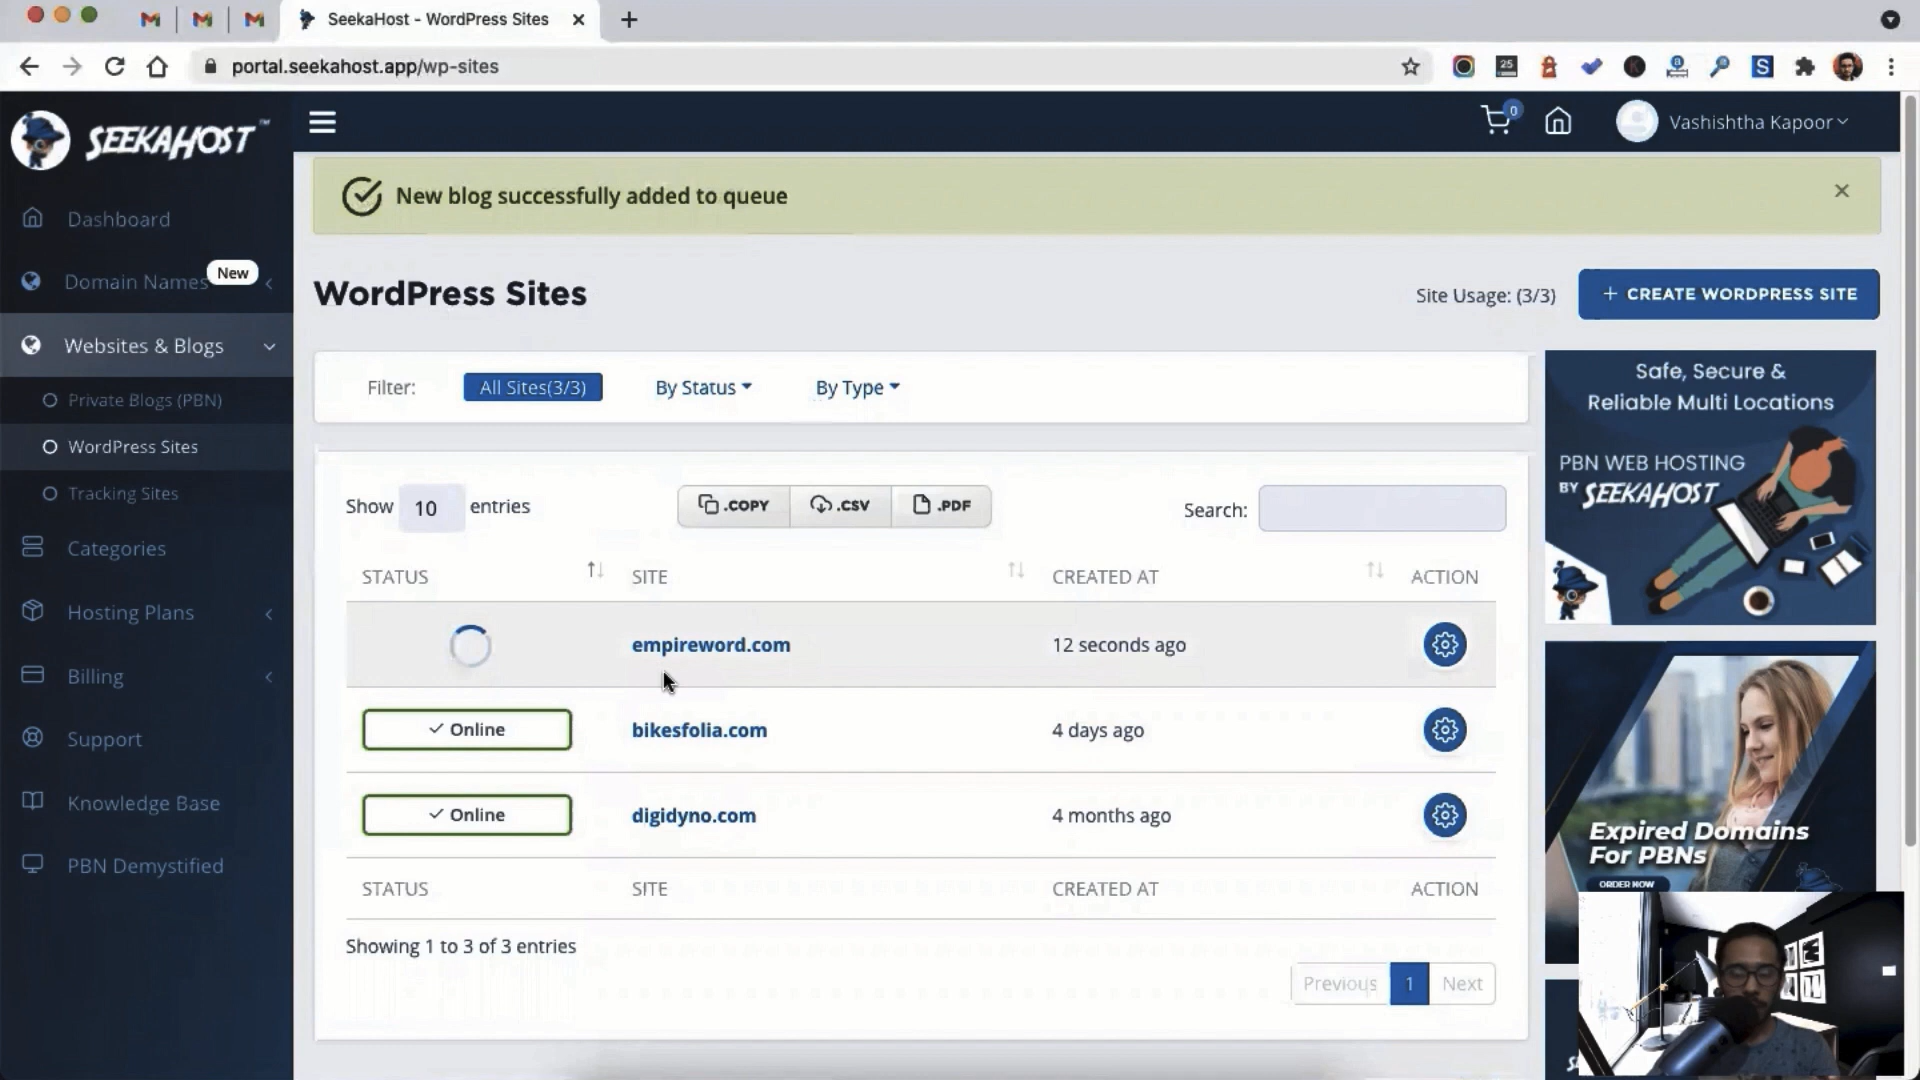 SeekaHost - WordPress Sites
portal.seekahost.app/wp-sites
25
S
SEEKAHOST™
0
Vashishtha Kapoor
Dashboard
Domain Names
New
Websites & Blogs
Private Blogs (PBN)
WordPress Sites
Tracking Sites
Categories
Hosting Plans
Billing
Support
Knowledge Base
PBN Demystified
New blog successfully added to queue
WordPress Sites
Site Usage: (3/3)
+ CREATE WORDPRESS SITE
Filter:
All Sites(3/3)
By Status
By Type
Show 10 entries
.COPY
.CSV
.PDF
Search:
STATUS SITE CREATED AT ACTION
empireword.com 12 seconds ago
Online bikesfolia.com 4 days ago
Online digidyno.com 4 months ago
STATUS SITE CREATED AT ACTION
Showing 1 to 3 of 3 entries
Previous 1 Next
Safe, Secure &
Reliable Multi Locations
PBN WEB HOSTING
BY SEEKAHOST
Expired Domains
For PBNs
ORDER NOW